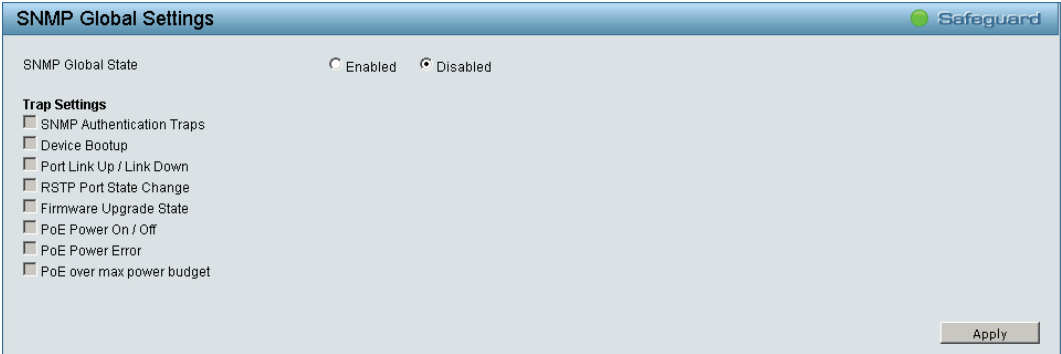 SNMP Global Settings
Safeguard
SNMP Global State
Enabled
Disabled
Trap Settings
SNMP Authentication Traps
Device Bootup
Port Link Up / Link Down
RSTP Port State Change
Firmware Upgrade State
PoE Power On / Off
PoE Power Error
PoE over max power budget
Apply